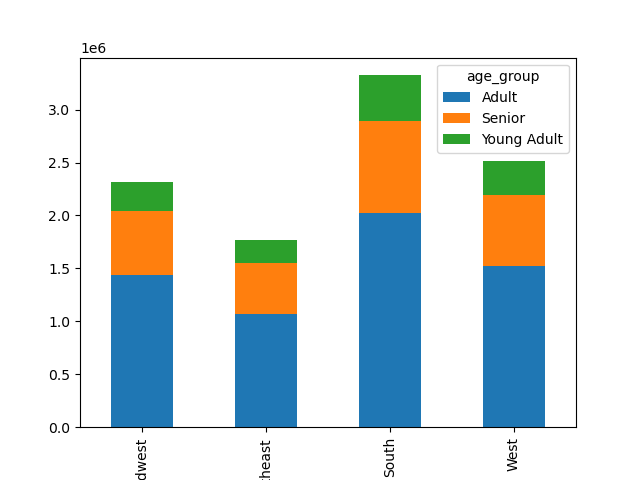 1e6
age_group
Adult
Senior
Young Adult
3.0
2.5
2.0
1.5
1.0
0.5
0.0
dwest
theast
South
West